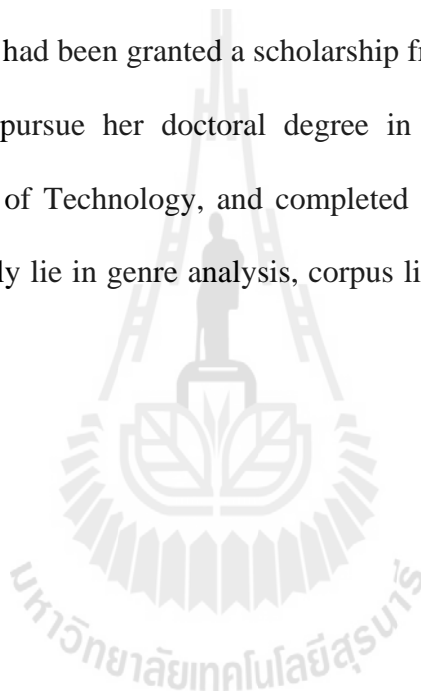 had been granted a scholarship fr
pursue her doctoral degree in
of Technology, and completed
ly lie in genre analysis, corpus li
มหาวิทยาลัยเทคโนโลยีสุรนารี